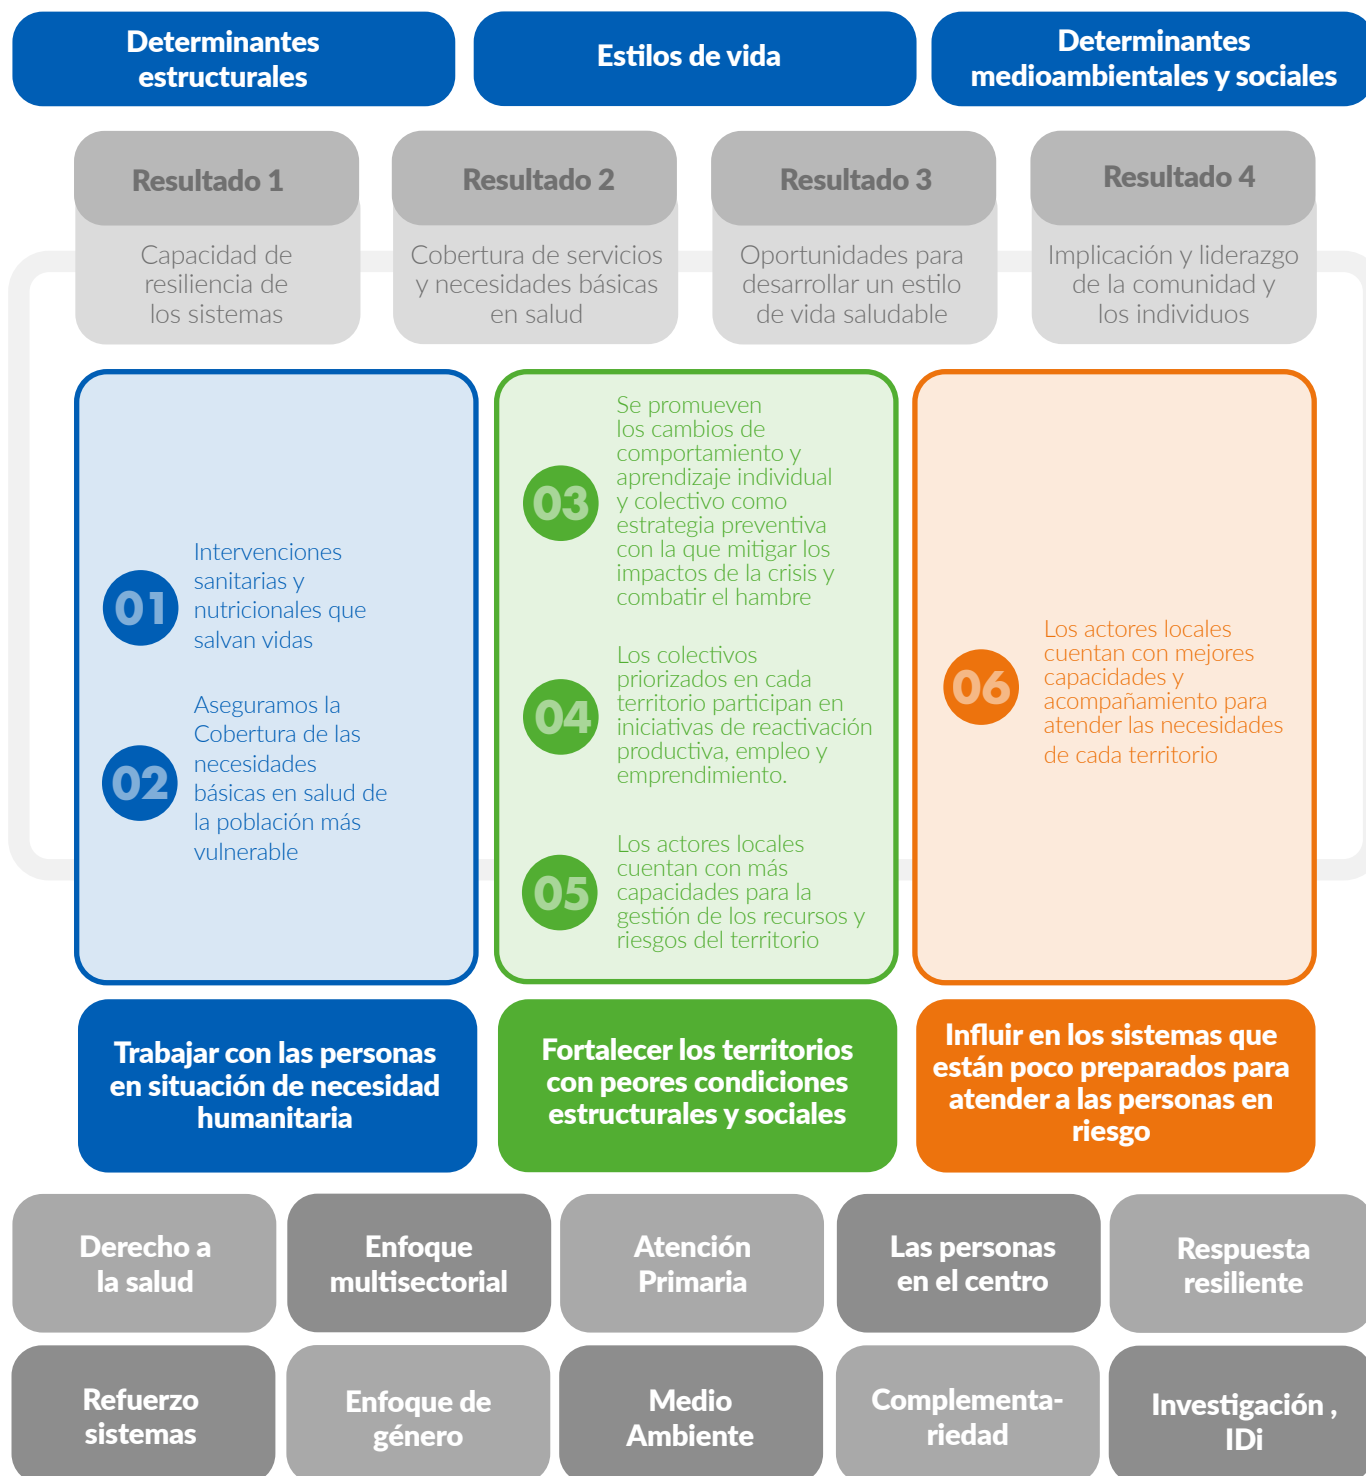 Determinantes
estructurales
Estilos de vida
Determinantes
medioambientales y sociales
Resultado 1
Capacidad de
resiliencia de
los sistemas
Resultado 2
Cobertura de servicios
y necesidades básicas
en salud
Resultado 3
Oportunidades para
desarrollar un estilo
de vida saludable
Resultado 4
Implicación y liderazgo
de la comunidad y
los individuos
01
Intervenciones
sanitarias y
nutricionales que
salvan vidas
02
Aseguramos la
Cobertura de las
necesidades
básicas en salud de
la población más
vulnerable
03
Se promueven
los cambios de
comportamiento y
aprendizaje individual
y colectivo como
estrategia preventiva
con la que mitigar los
impactos de la crisis y
combatir el hambre
04
Los colectivos
priorizados en cada
territorio participan en
iniciativas de reactivación
productiva, empleo y
emprendimiento.
05
Los actores locales
cuentan con más
capacidades para la
gestión de los recursos y
riesgos del territorio
06
Los actores locales
cuentan con mejores
capacidades y
acompañamiento para
atender las necesidades
de cada territorio
Trabajar con las personas
en situación de necesidad
humanitaria
Fortalecer los territorios
con peores condiciones
estructurales y sociales
Influir en los sistemas que
están poco preparados para
atender a las personas en
riesgo
Derecho a
la salud
Enfoque
multisectorial
Atención
Primaria
Las personas
en el centro
Respuesta
resiliente
Refuerzo
sistemas
Enfoque de
género
Medio
Ambiente
Complementa-
riedad
Investigación ,
IDi